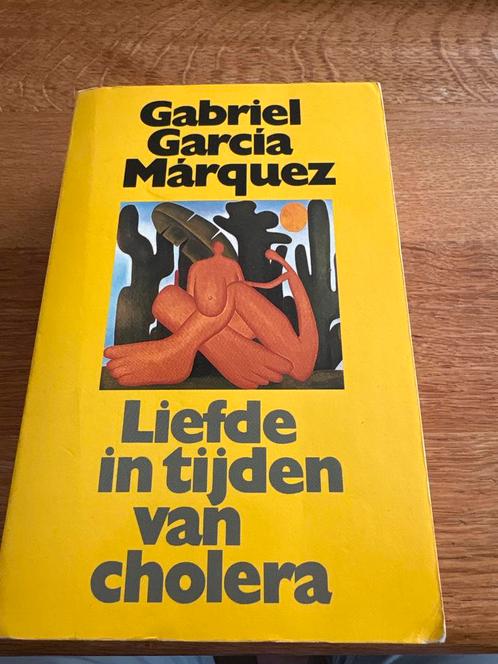 Gabriel
García
Márquez
Liefde
in tijden
van
cholera